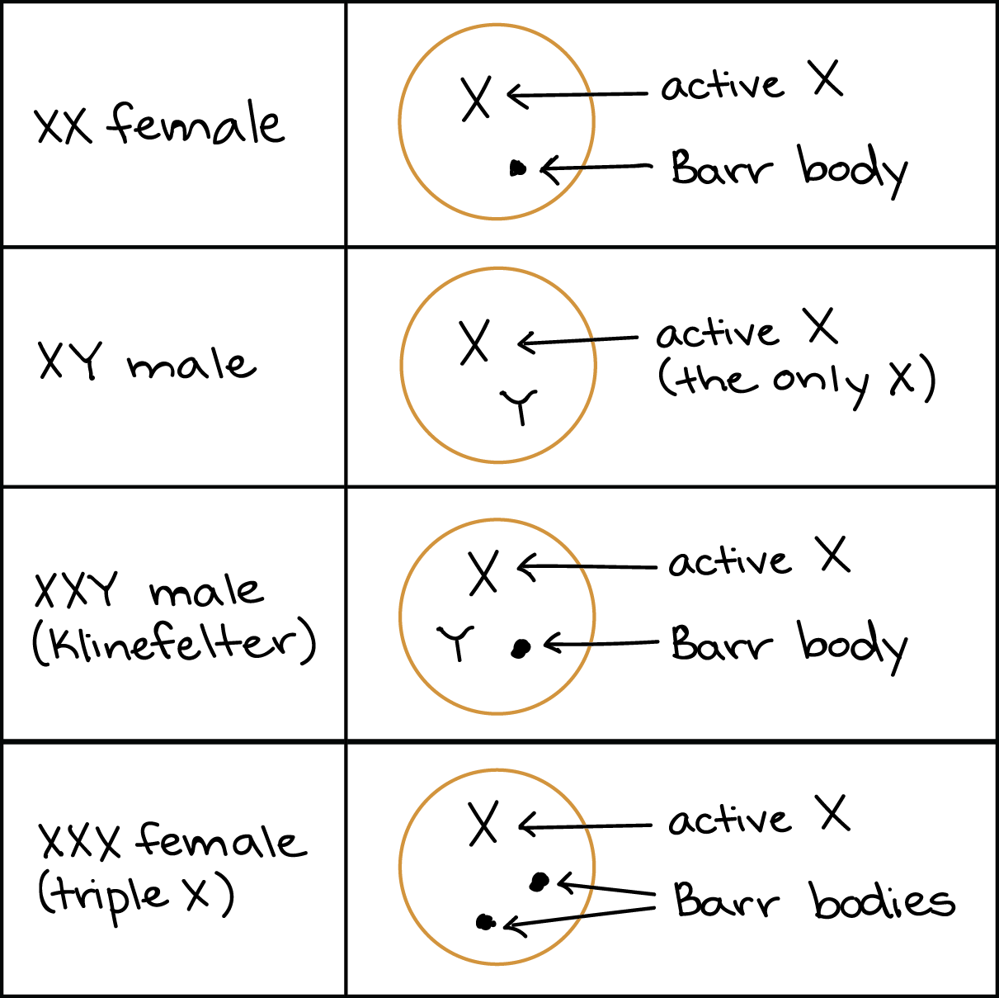 XX female
X
active X
Barr body
XY male
X
active X
(the only X)
Y
XXY male
(Klinefelter)
X
active X
Y
Barr body
XXX female
(triple X)
X
active X
Barr bodies